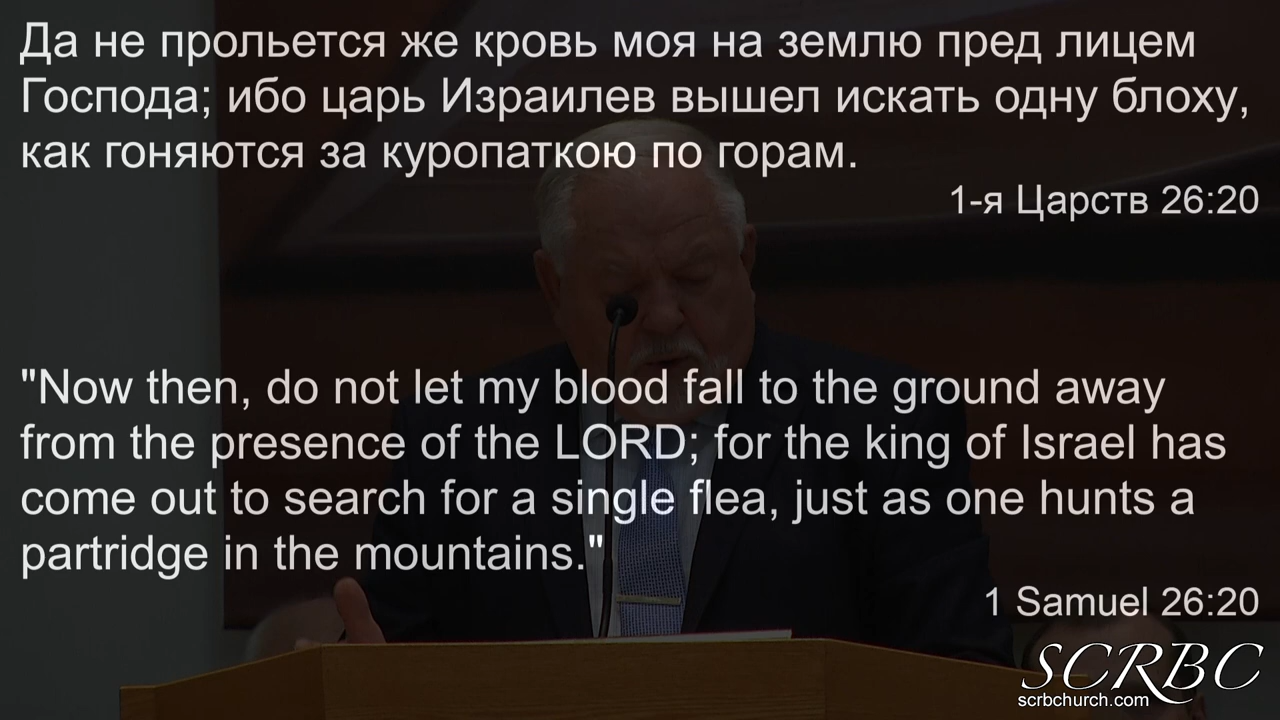 Да не прольется же кровь моя на землю пред лицем
Господа; ибо царь Израилев вышел искать одну блоху,
как гоняются за куропаткою по горам.
1-я Царств 26:20
"Now then, do not let my blood fall to the ground away
from the presence of the LORD; for the king of Israel has
come out to search for a single flea, just as one hunts a
partridge in the mountains."
1 Samuel 26:20
SCRBC
scrbchurch.com